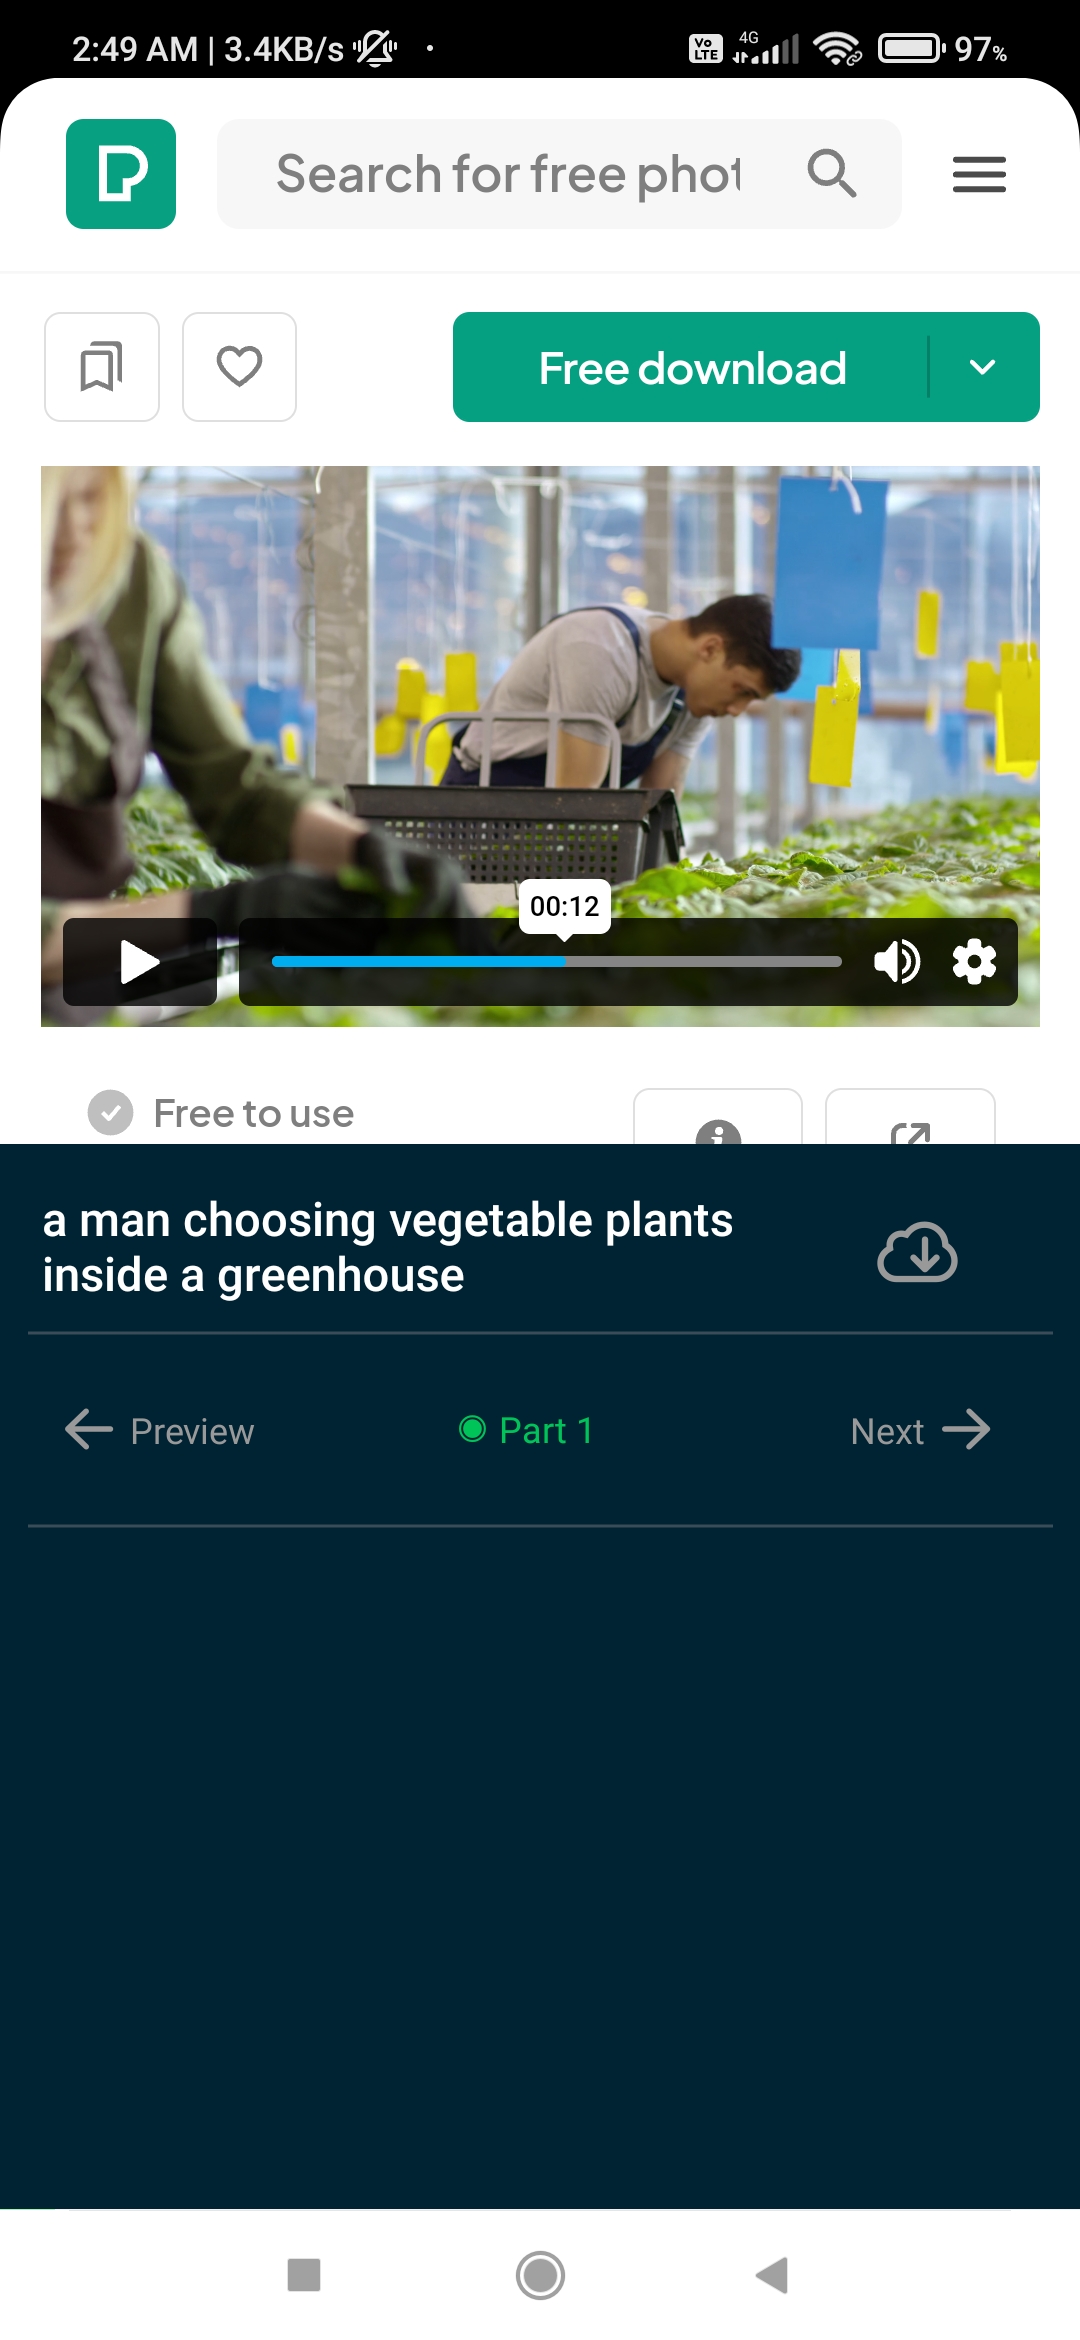 2:49 AM | 3.4KB/s
Vo LTE 4G 97%
Search for free phot
Free download
00:12
Free to use
a man choosing vegetable plants
inside a greenhouse
Preview Part 1 Next